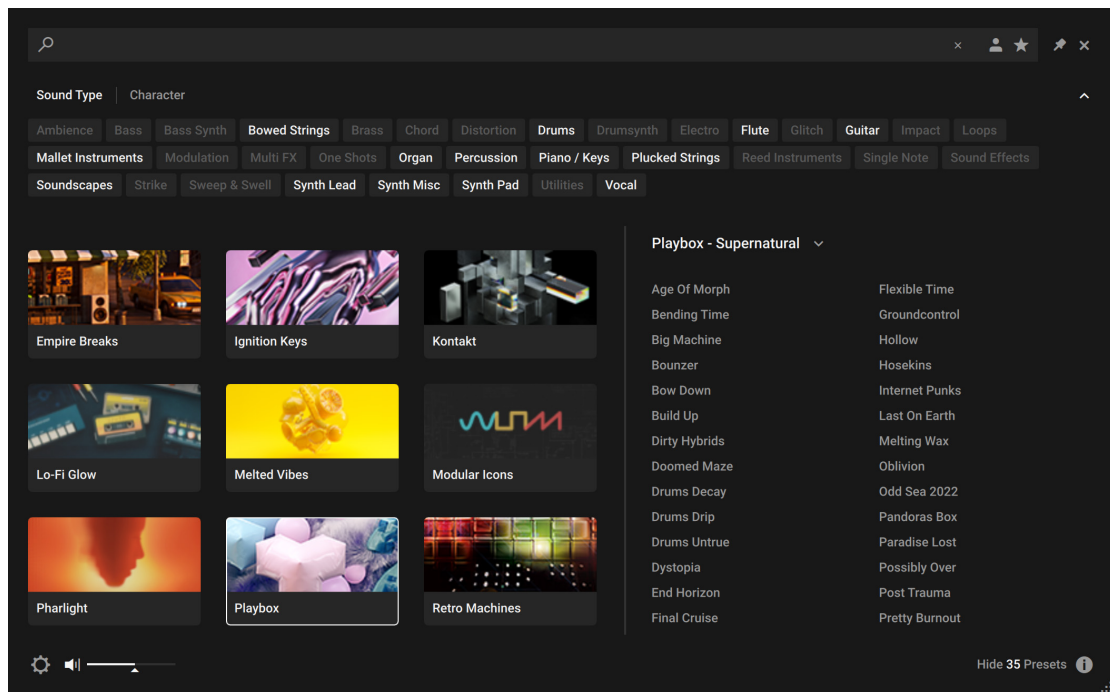 Sound Type Character
Ambience Bass Bass Synth Bowed Strings Brass Chord Distortion Drums Drumsynth Electro Flute Glitch Guitar Impact Loops
Mallet Instruments Modulation Multi FX One Shots Organ Percussion Piano / Keys Plucked Strings Reed Instruments Single Note Sound Effects
Soundscapes Strike Sweep & Swell Synth Lead Synth Misc Synth Pad Utilities Vocal
Empire Breaks Ignition Keys Kontakt
Lo-Fi Glow Melted Vibes Modular Icons
Pharlight Playbox Retro Machines
Playbox - Supernatural
Age Of Morph Flexible Time
Bending Time Groundcontrol
Big Machine Hollow
Bounzer Hosekins
Bow Down Internet Punks
Build Up Last On Earth
Dirty Hybrids Melting Wax
Doomed Maze Oblivion
Drums Decay Odd Sea 2022
Drums Drip Pandoras Box
Drums Untrue Paradise Lost
Dystopia Possibly Over
End Horizon Post Trauma
Final Cruise Pretty Burnout
Hide 35 Presets